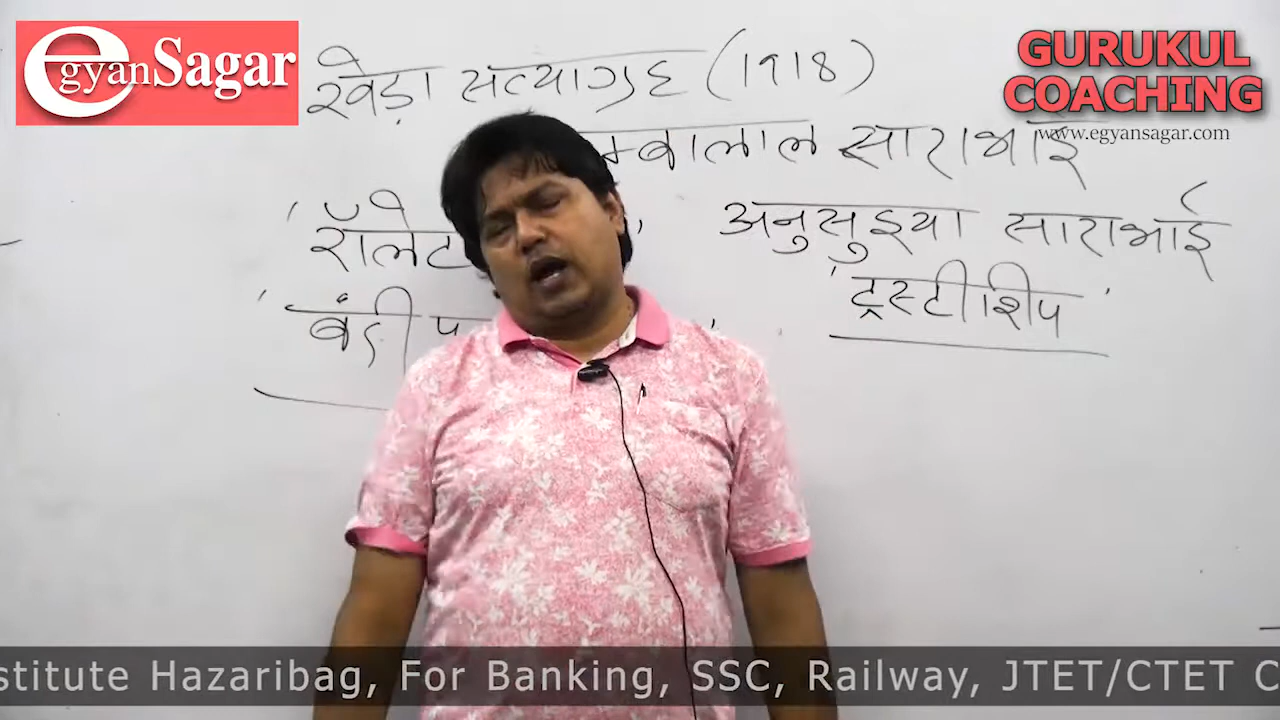 egyanSagar
GURUKUL
COACHING
www.egyansagar.com
खेड़ा सत्याग्रह (1918)
म्बालाल साराभाई
' रॉलेट '
अनुसुइया साराभाई
' बंदी प '
' ट्रस्टीशिप '
stitute Hazaribag, For Banking, SSC, Railway, JTET/CTET C